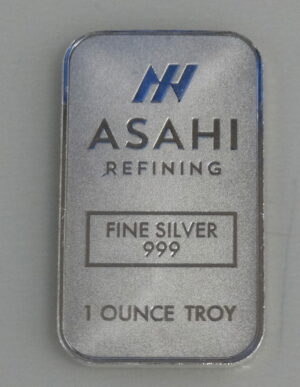 ASAHI
REFINING
FINE SILVER
999
1 OUNCE TROY